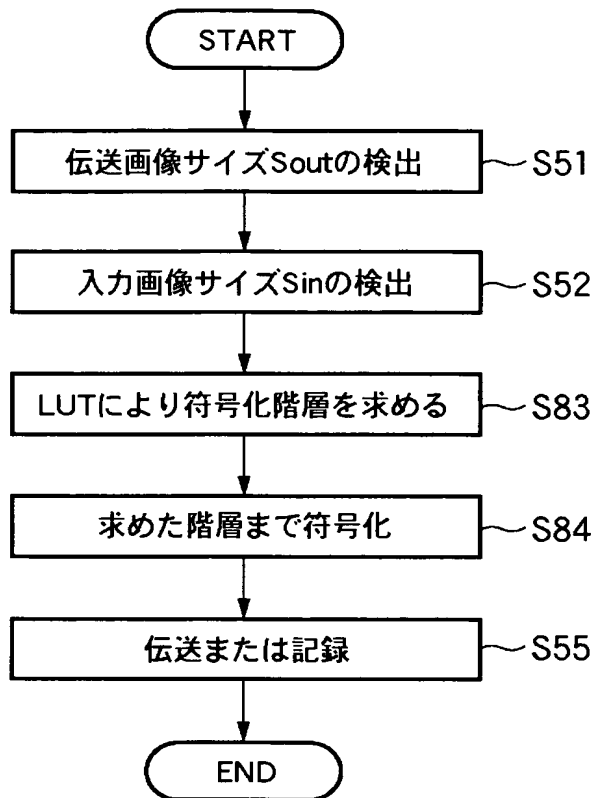 START
伝送画像サイズSoutの検出
S51
入力画像サイズSinの検出
S52
LUTにより符号化階層を求める
S83
求めた階層まで符号化
S84
伝送または記録
S55
END